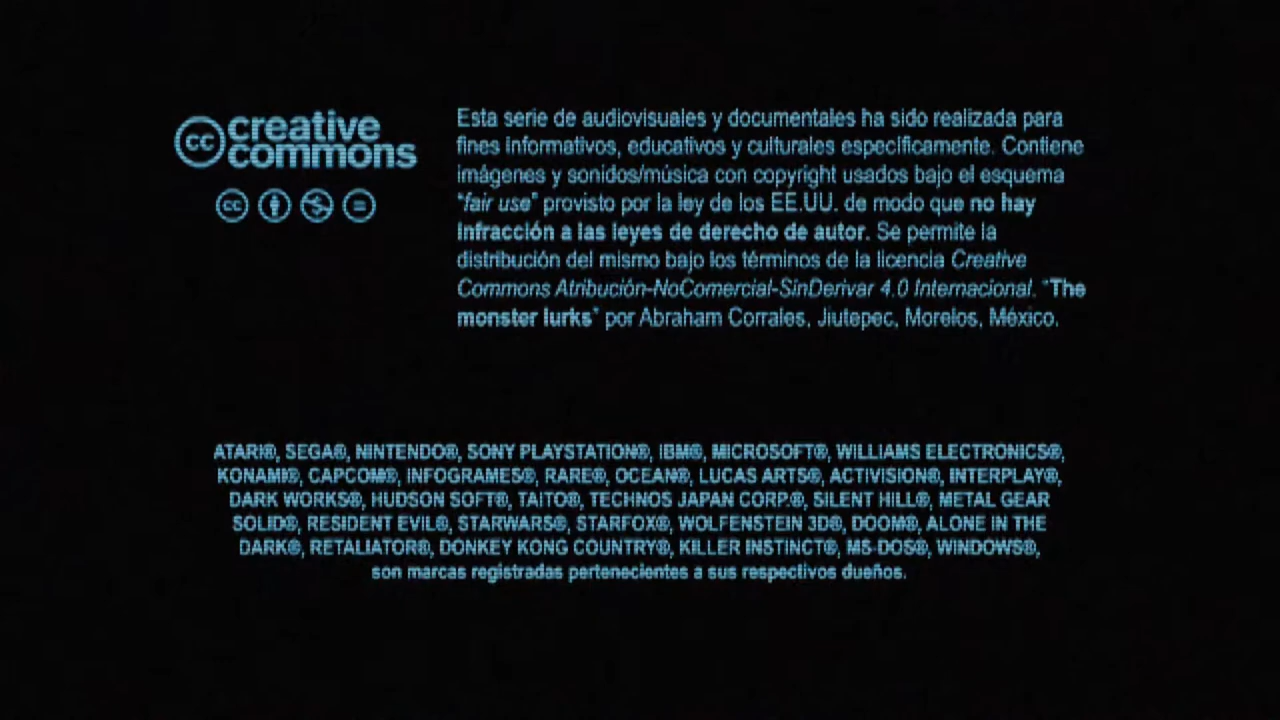 creative
commons
Esta serie de audiovisuales y documentales ha sido realizada para
fines informativos, educativos y culturales específicamente. Contiene
imágenes y sonidos/música con copyright usados bajo el esquema
"fair use" provisto por la ley de los EE.UU. de modo que no hay
infracción a las leyes de derecho de autor. Se permite la
distribución del mismo bajo los términos de la licencia Creative
Commons Atribución-NoComercial-SinDerivar 4.0 Internacional. "The
monster lurks" por Abraham Corrales, Jiutepec, Morelos, México.
ATARI®, SEGA®, NINTENDO®, SONY PLAYSTATION®, IBM®, MICROSOFT®, WILLIAMS ELECTRONICS®,
KONAMI®, CAPCOM®, INFOGRAMES®, RARE®, OCEAN®, LUCAS ARTS®, ACTIVISION®, INTERPLAY®,
DARK WORKS®, HUDSON SOFT®, TAITO®, TECHNOS JAPAN CORP.®, SILENT HILL®, METAL GEAR
SOLID®, RESIDENT EVIL®, STARWARS®, STARFOX®, WOLFENSTEIN 3D®, DOOM®, ALONE IN THE
DARK®, RETALIATOR®, DONKEY KONG COUNTRY®, KILLER INSTINCT®, MS-DOS®, WINDOWS®,
son marcas registradas pertenecientes a sus respectivos dueños.